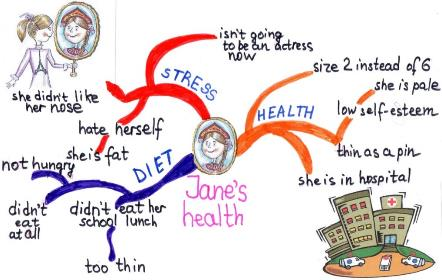 isn't going
to be an actress
now
STRESS
she didn't like
her nose
hate herself
she's fat
size 2 instead of 6
she is pale
low self-esteem
HEALTH
thin as a pin
she is in hospital
DIET
not hungry
didn't
eat
at all
didn't eat her
school lunch
too thin
Jane's
health